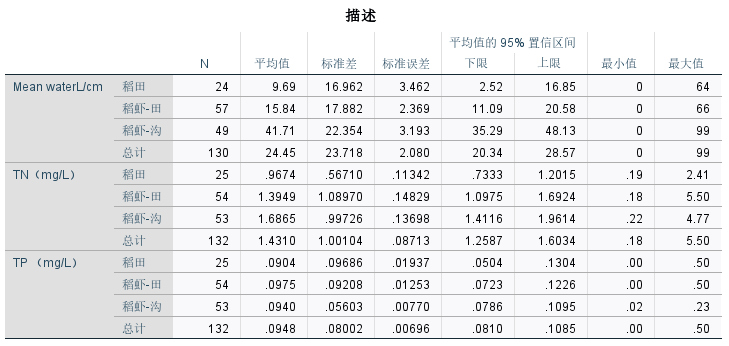 描述
平均值的 95% 置信区间
N 平均值 标准差 标准误差 下限 上限 最小值 最大值
Mean waterL/cm 稻田 24 9.69 16.962 3.462 2.52 16.85 0 64
稻虾-田 57 15.84 17.882 2.369 11.09 20.58 0 66
稻虾-沟 49 41.71 22.354 3.193 35.29 48.13 0 99
总计 130 24.45 23.718 2.080 20.34 28.57 0 99
TN（mg/L） 稻田 25 .9674 .56710 .11342 .7333 1.2015 .19 2.41
稻虾-田 54 1.3949 1.08970 .14829 1.0975 1.6924 .18 5.50
稻虾-沟 53 1.6865 .99726 .13698 1.4116 1.9614 .22 4.77
总计 132 1.4310 1.00104 .08713 1.2587 1.6034 .18 5.50
TP （mg/L） 稻田 25 .0904 .09686 .01937 .0504 .1304 .00 .50
稻虾-田 54 .0975 .09208 .01253 .0723 .1226 .00 .50
稻虾-沟 53 .0940 .05603 .00770 .0786 .1095 .02 .23
总计 132 .0948 .08002 .00696 .0810 .1085 .00 .50